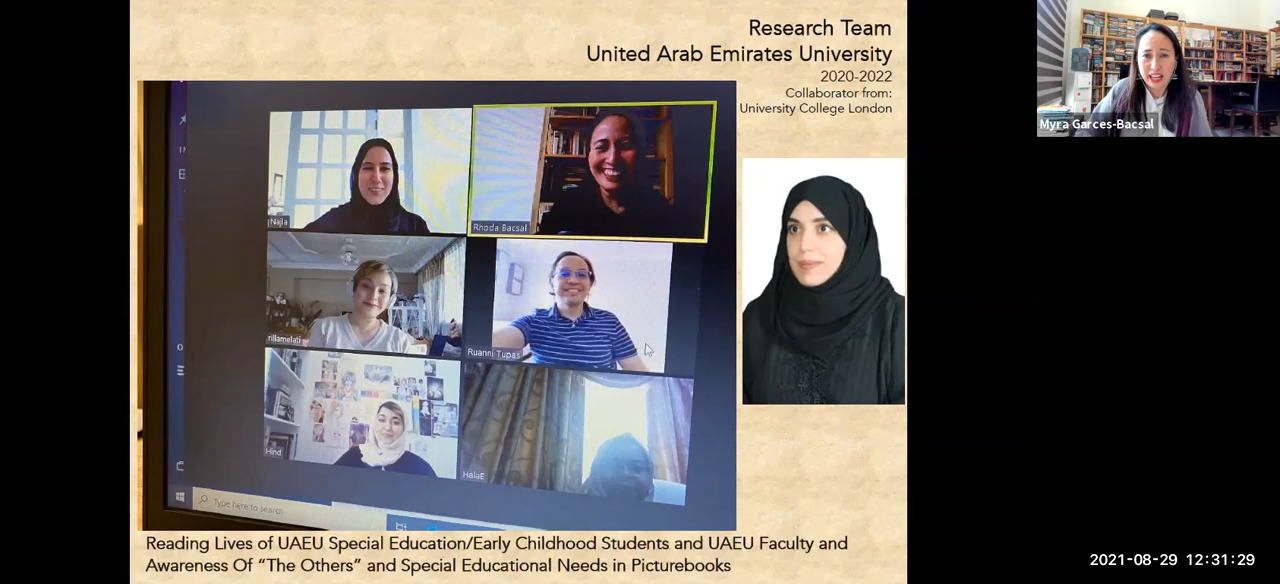 Research Team
United Arab Emirates University
2020-2022
Collaborator from:
University College London
Myra Garces-Bacsal
Najla
Rhoda Bacsal
rillamelati
Ruanni Tupas
Hind
HalaE
Type here to search
Reading Lives of UAEU Special Education/Early Childhood Students and UAEU Faculty and
Awareness Of “The Others” and Special Educational Needs in Picturebooks
2021-08-29 12:31:29